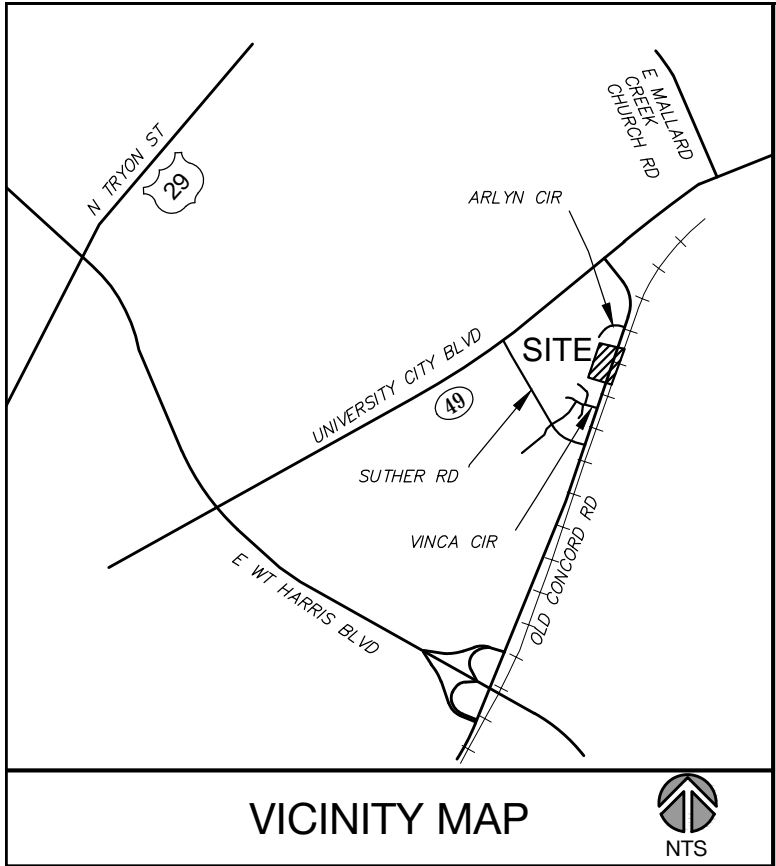 E MALLARD
CREEK
CHURCH RD
N TRYON ST
29
ARLYN CIR
SITE
UNIVERSITY CITY BLVD
49
SUTHER RD
VINCA CIR
OLD CONCORD RD
E WT HARRIS BLVD
VICINITY MAP
NTS